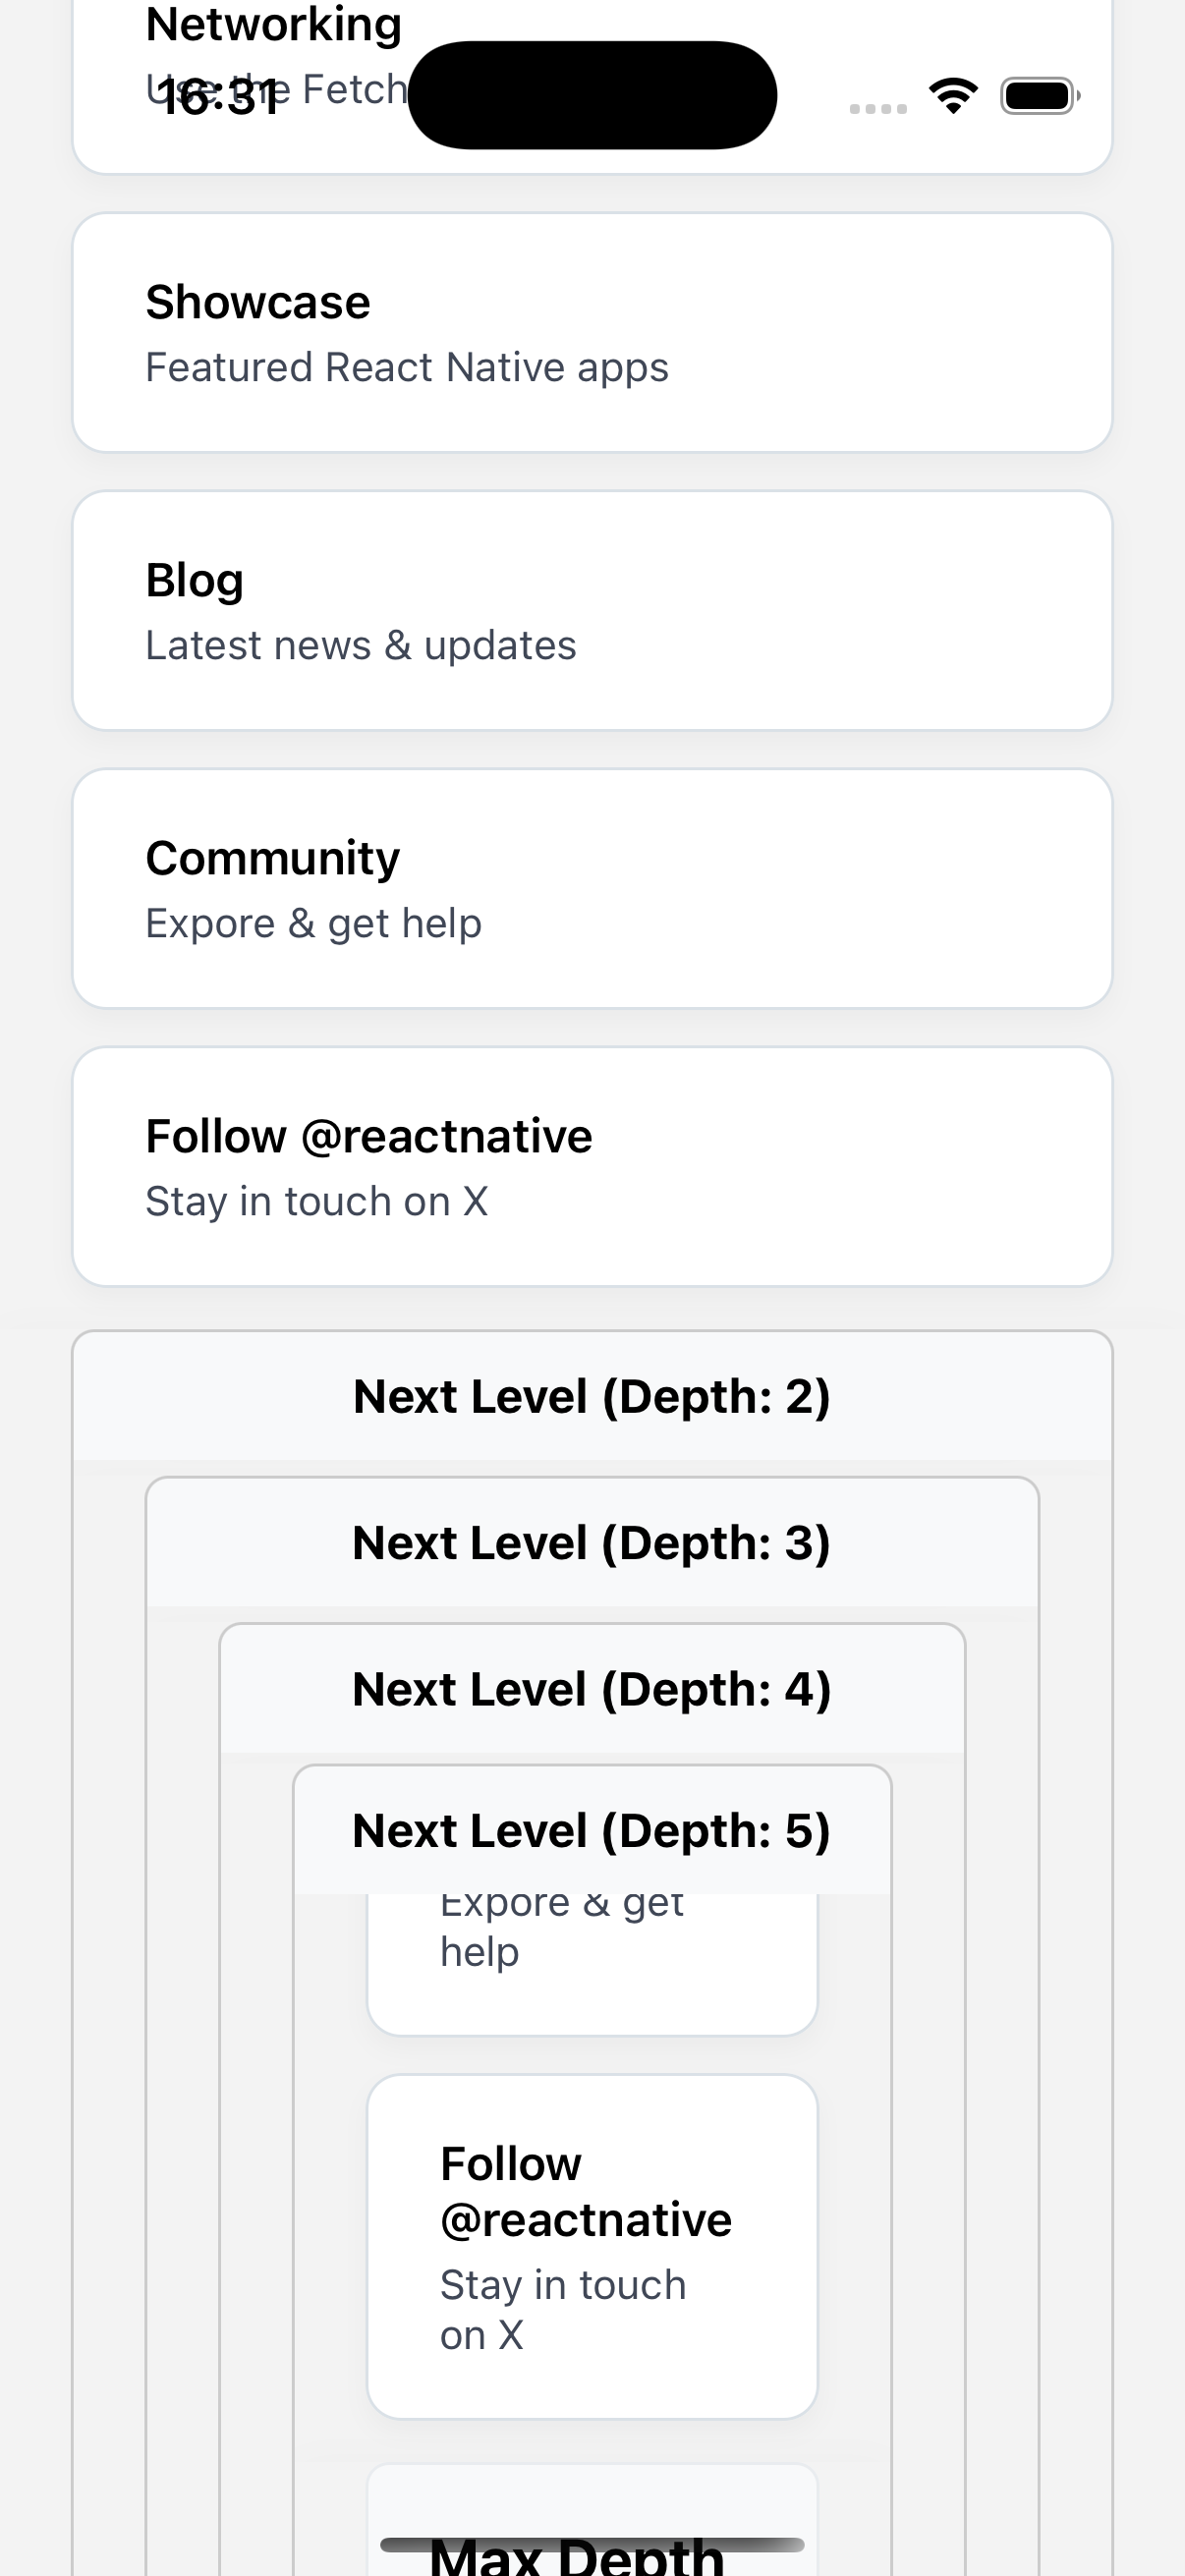 Networking
Use the Fetch
16:31
Showcase
Featured React Native apps
Blog
Latest news & updates
Community
Expore & get help
Follow @reactnative
Stay in touch on X
Next Level (Depth: 2)
Next Level (Depth: 3)
Next Level (Depth: 4)
Next Level (Depth: 5)
Expore & get
help
Follow
@reactnative
Stay in touch
on X
Max Depth